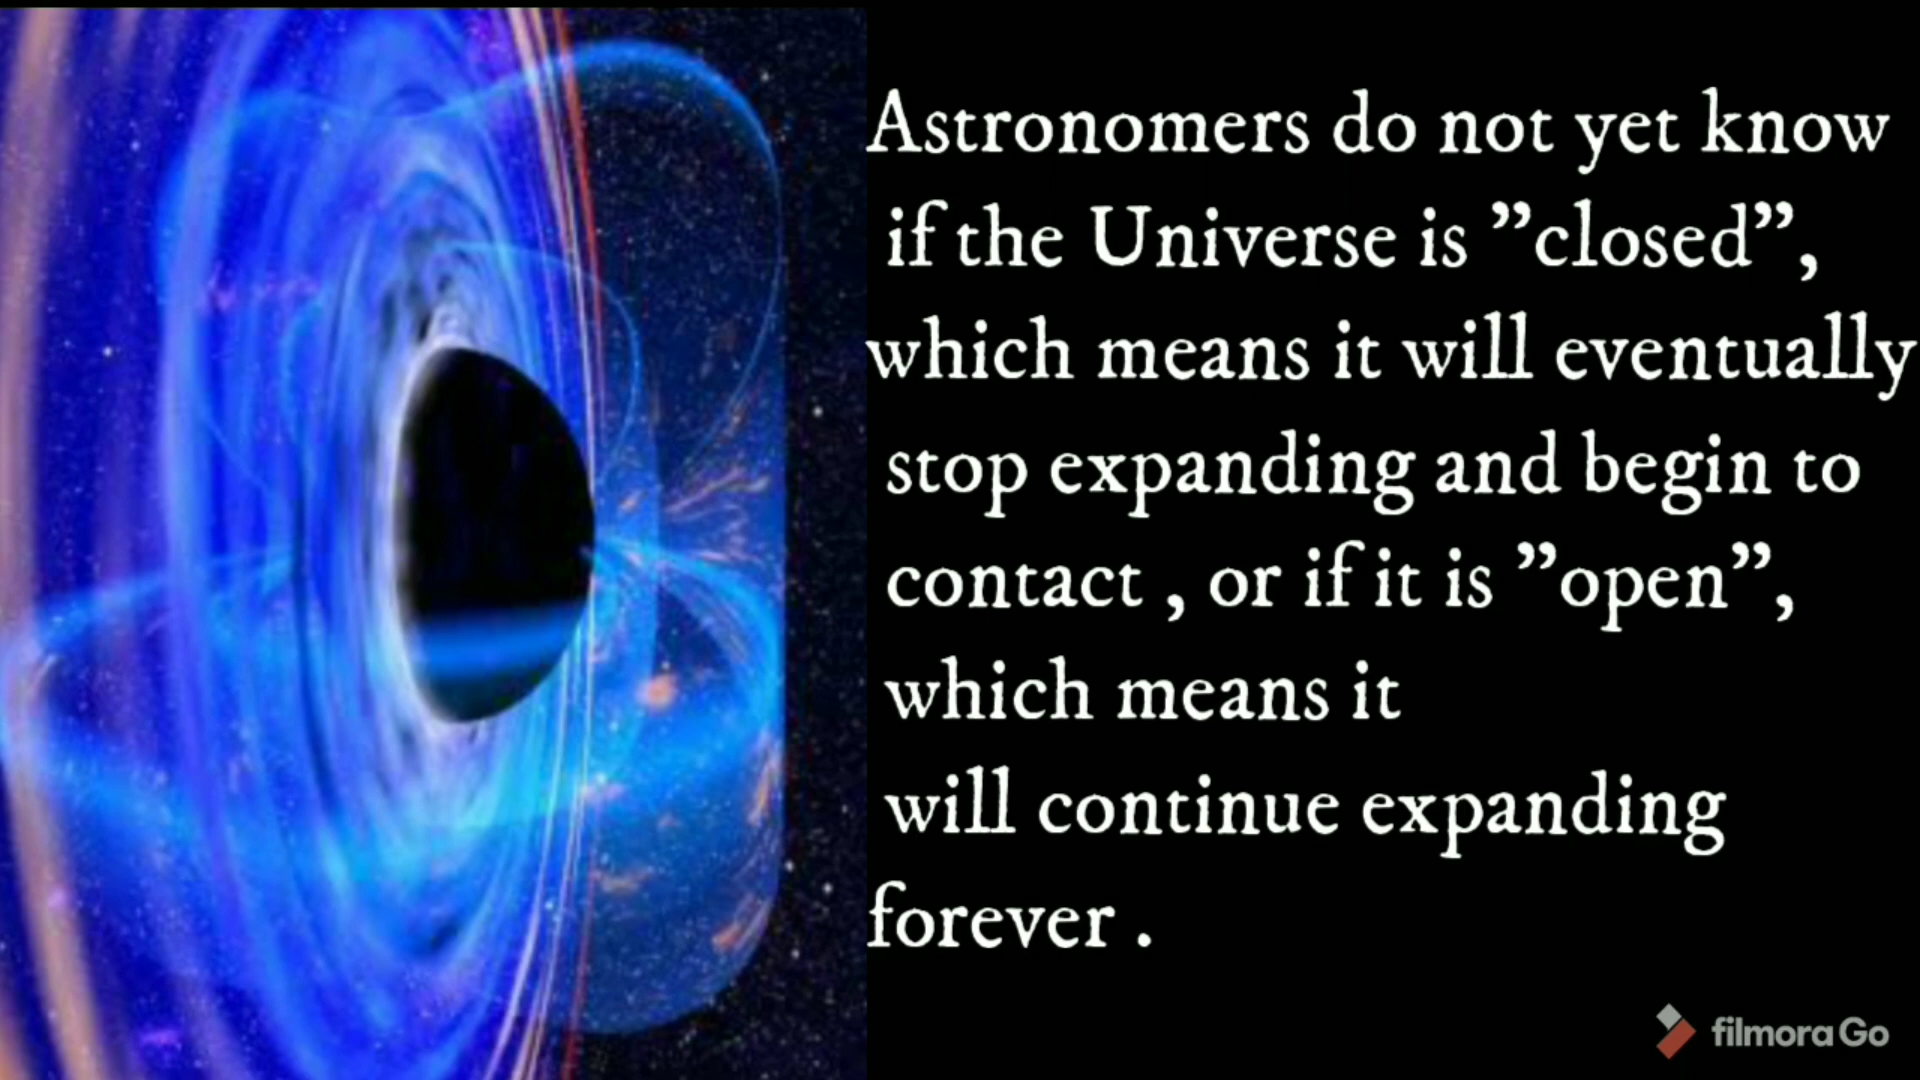 Astronomers do not yet know
if the Universe is ”closed”,
which means it will eventually
stop expanding and begin to
contact , or if it is ”open”,
which means it
will continue expanding
forever .
filmora Go